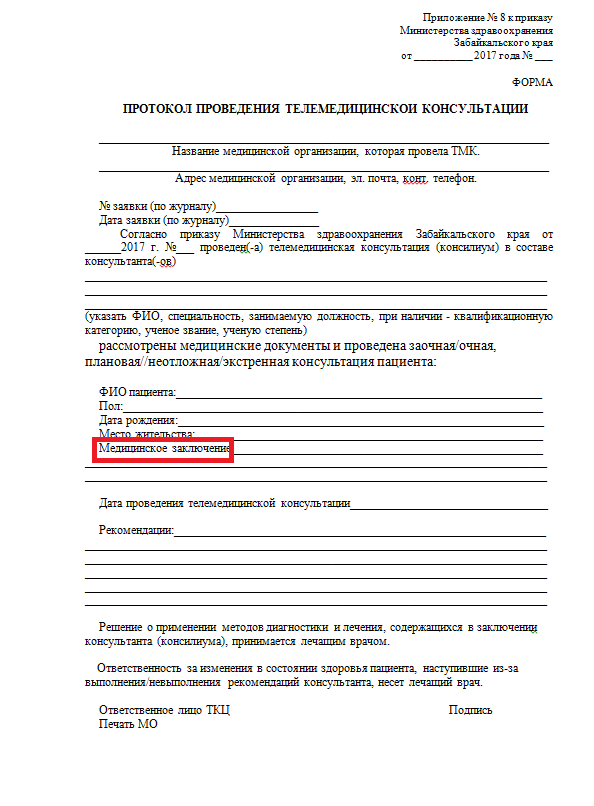 Приложение № 8 к приказу
Министерства здравоохранения
Забайкальского края
от __________ 2017 года № ___
ФОРМА
ПРОТОКОЛ ПРОВЕДЕНИЯ ТЕЛЕМЕДИЦИНСКОЙ КОНСУЛЬТАЦИИ
Название медицинской организации, которая провела ТМК.
Адрес медицинской организации, эл. почта, конт. телефон.
№ заявки (по журналу)_________________
Дата заявки (по журналу)_______________
Согласно приказу Министерства здравоохранения Забайкальского края от
______2017 г. №___ проведен(-а) телемедицинская консультация (консилиум) в составе
консультанта(-ов)
(указать ФИО, специальность, занимаемую должность, при наличии - квалификационную
категорию, ученое звание, ученую степень)
рассмотрены медицинские документы и проведена заочная/очная,
плановая//неотложная/экстренная консультация пациента:
ФИО пациента:
Пол:
Дата рождения:
Место жительства:
Медицинское заключение
Дата проведения телемедицинской консультации
Рекомендации:
Решение о применении методов диагностики и лечения, содержащихся в заключении
консультанта (консилиума), принимается лечащим врачом.
Ответственность за изменения в состоянии здоровья пациента, наступившие из-за
выполнения/невыполнения рекомендаций консультанта, несет лечащий врач.
Ответственное лицо ТКЦ Подпись
Печать МО